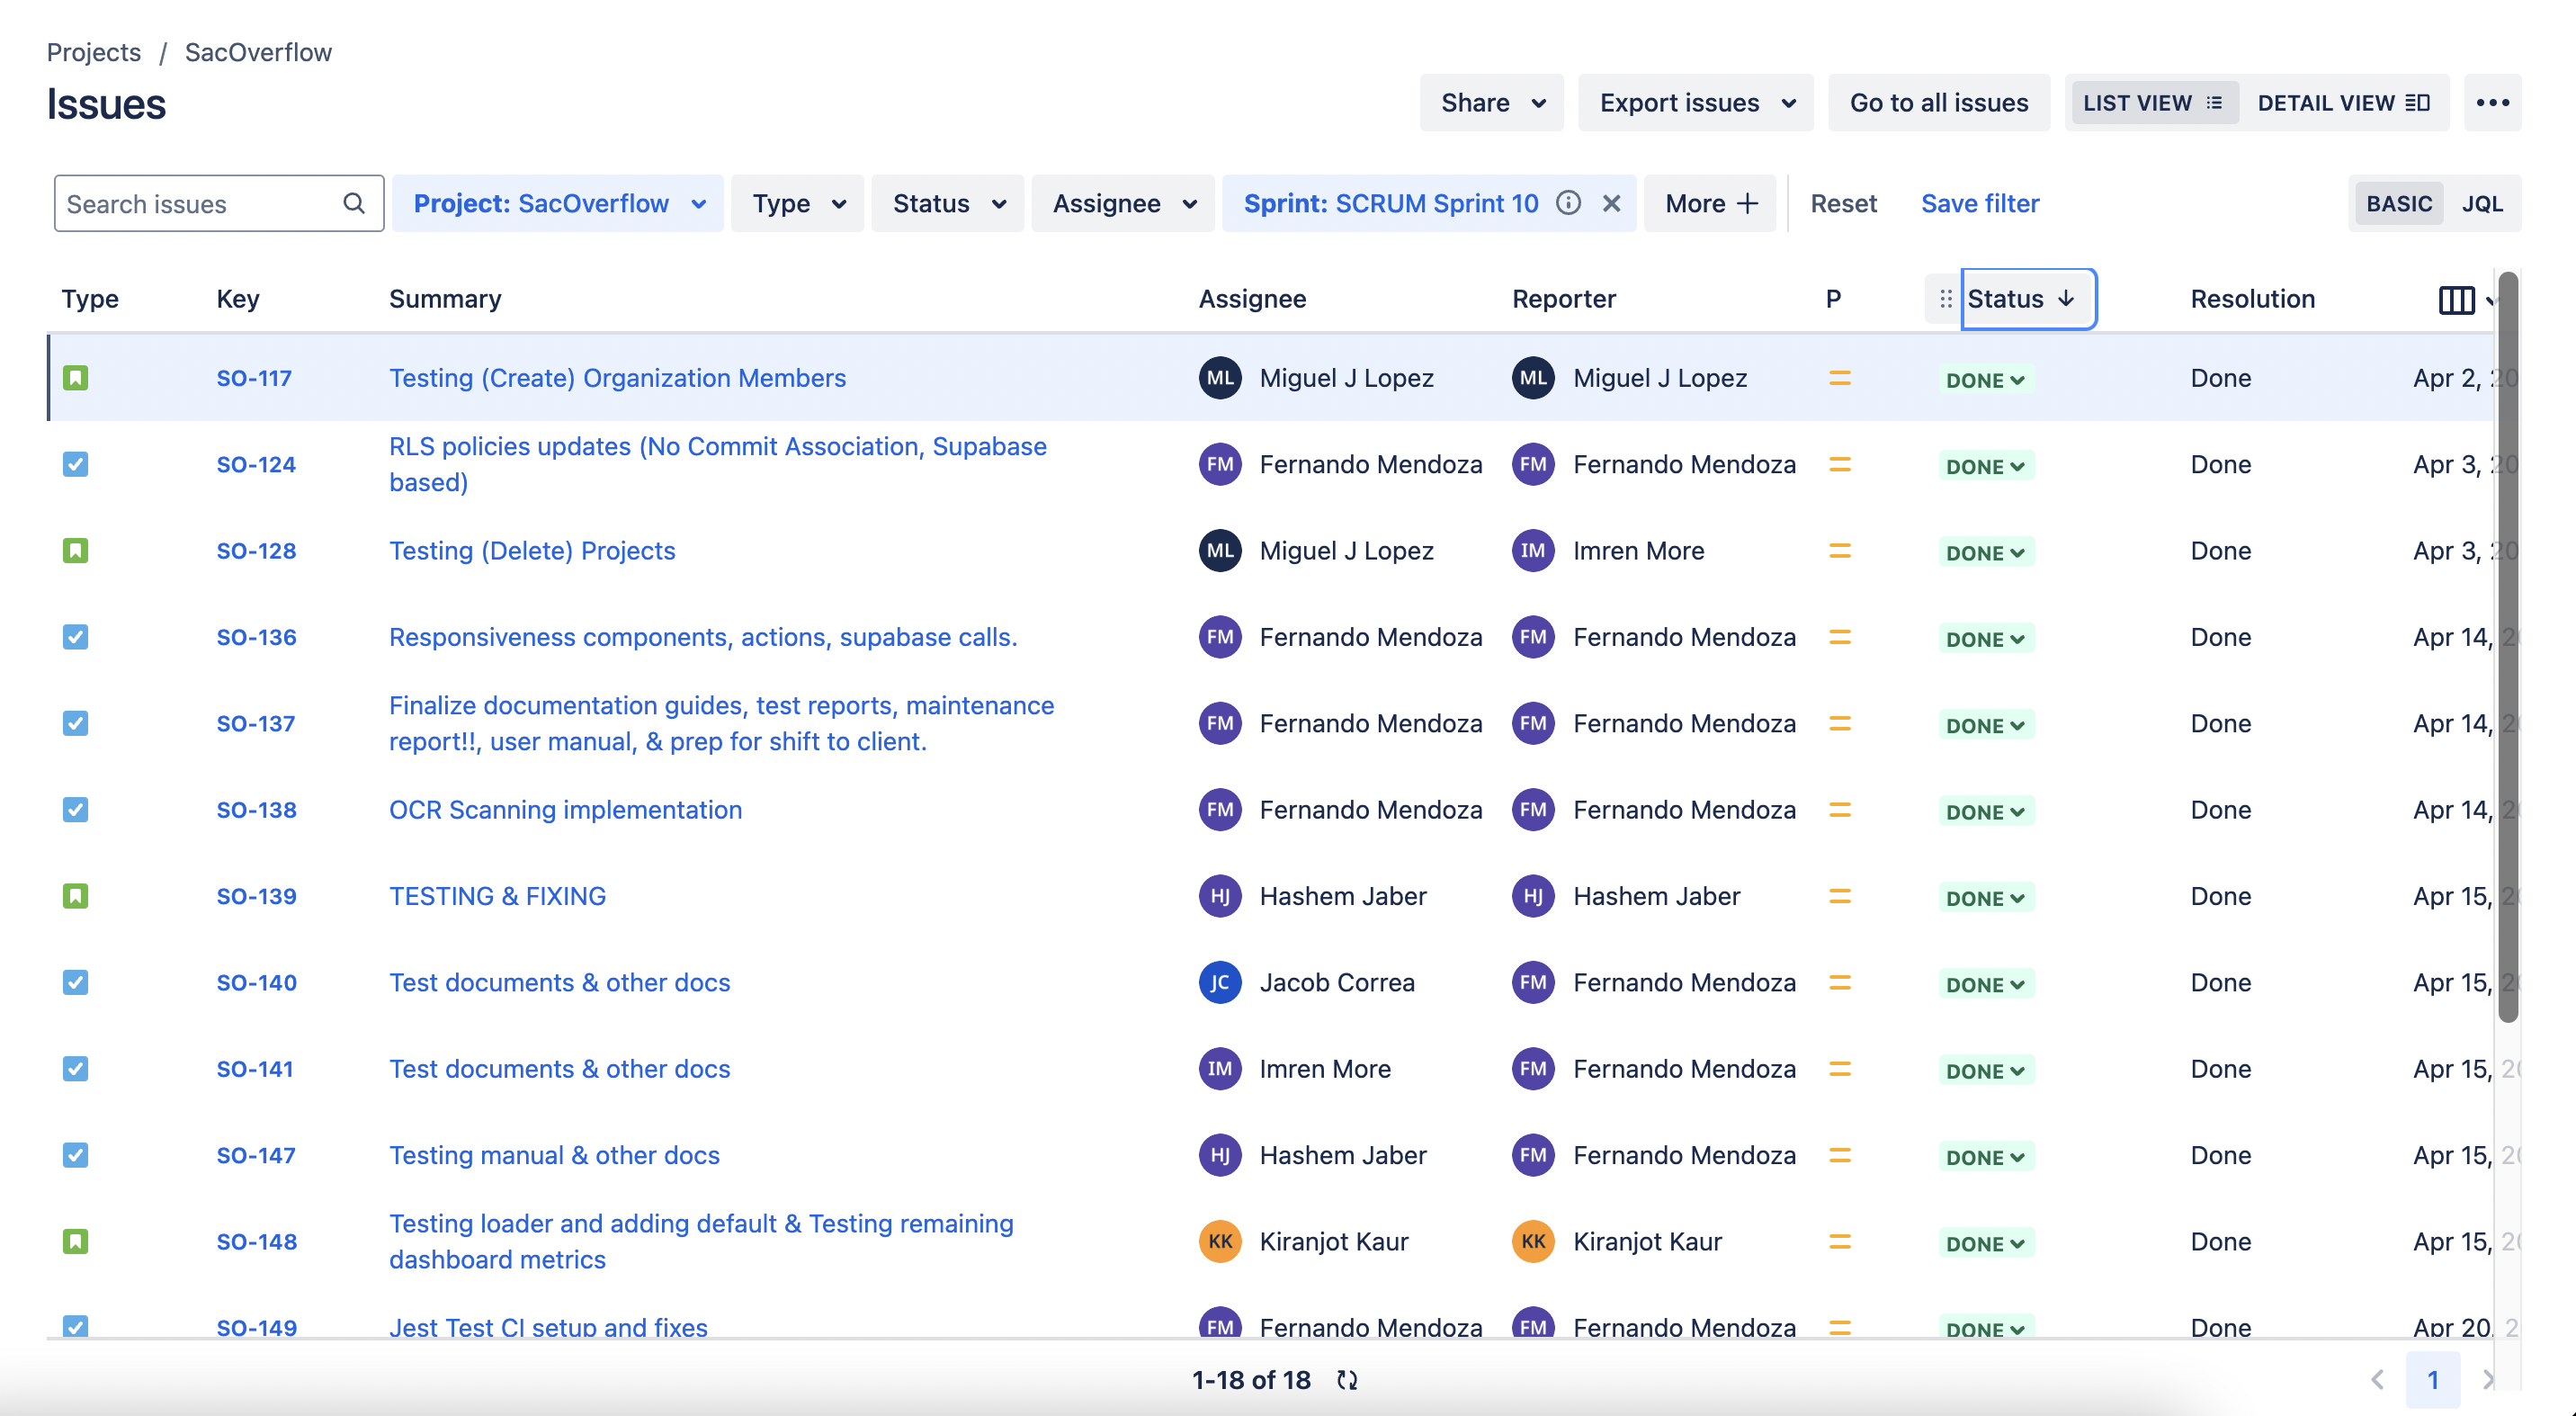 Projects / SacOverflow
Issues
Share Export issues Go to all issues LIST VIEW DETAIL VIEW
Search issues Project: SacOverflow Type Status Assignee Sprint: SCRUM Sprint 10 More Reset Save filter BASIC JQL
Type Key Summary Assignee Reporter P Status Resolution
SO-117 Testing (Create) Organization Members ML Miguel J Lopez ML Miguel J Lopez DONE Done Apr 2, 20
RLS policies updates (No Commit Association, Supabase
SO-124 FM Fernando Mendoza FM Fernando Mendoza DONE Done Apr 3, 20
based)
SO-128 Testing (Delete) Projects ML Miguel J Lopez IM Imren More DONE Done Apr 3, 20
SO-136 Responsiveness components, actions, supabase calls. FM Fernando Mendoza FM Fernando Mendoza DONE Done Apr 14, 20
Finalize documentation guides, test reports, maintenance
SO-137 FM Fernando Mendoza FM Fernando Mendoza DONE Done Apr 14, 20
report!!, user manual, & prep for shift to client.
SO-138 OCR Scanning implementation FM Fernando Mendoza FM Fernando Mendoza DONE Done Apr 14, 20
SO-139 TESTING & FIXING HJ Hashem Jaber HJ Hashem Jaber DONE Done Apr 15, 20
SO-140 Test documents & other docs JC Jacob Correa FM Fernando Mendoza DONE Done Apr 15, 20
SO-141 Test documents & other docs IM Imren More FM Fernando Mendoza DONE Done Apr 15, 20
SO-147 Testing manual & other docs HJ Hashem Jaber FM Fernando Mendoza DONE Done Apr 15, 20
Testing loader and adding default & Testing remaining
SO-148 KK Kiranjot Kaur KK Kiranjot Kaur DONE Done Apr 15, 20
dashboard metrics
SO-149 Jest Test CI setup and fixes FM Fernando Mendoza FM Fernando Mendoza DONE Done Apr 20, 2
1-18 of 18 1